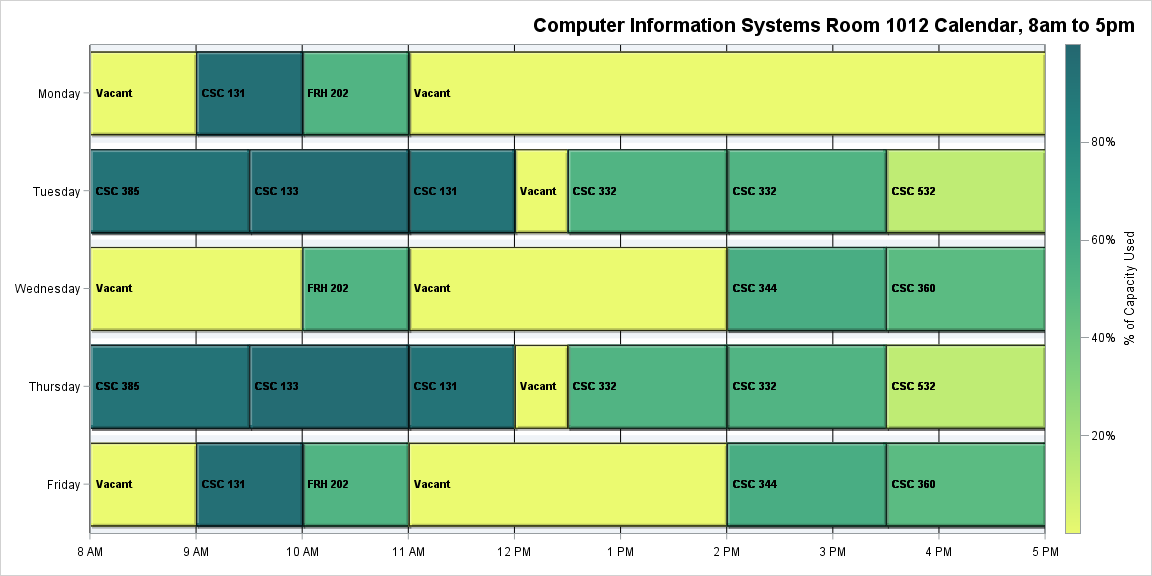 Computer Information Systems Room 1012 Calendar, 8am to 5pm
Monday
Vacant
CSC 131
FRH 202
Vacant
Tuesday
CSC 385
CSC 133
CSC 131
Vacant
CSC 332
CSC 332
CSC 532
Wednesday
Vacant
FRH 202
Vacant
CSC 344
CSC 360
Thursday
CSC 385
CSC 133
CSC 131
Vacant
CSC 332
CSC 332
CSC 532
Friday
Vacant
CSC 131
FRH 202
Vacant
CSC 344
CSC 360
8 AM
9 AM
10 AM
11 AM
12 PM
1 PM
2 PM
3 PM
4 PM
5 PM
80%
60%
40%
20%
% of Capacity Used